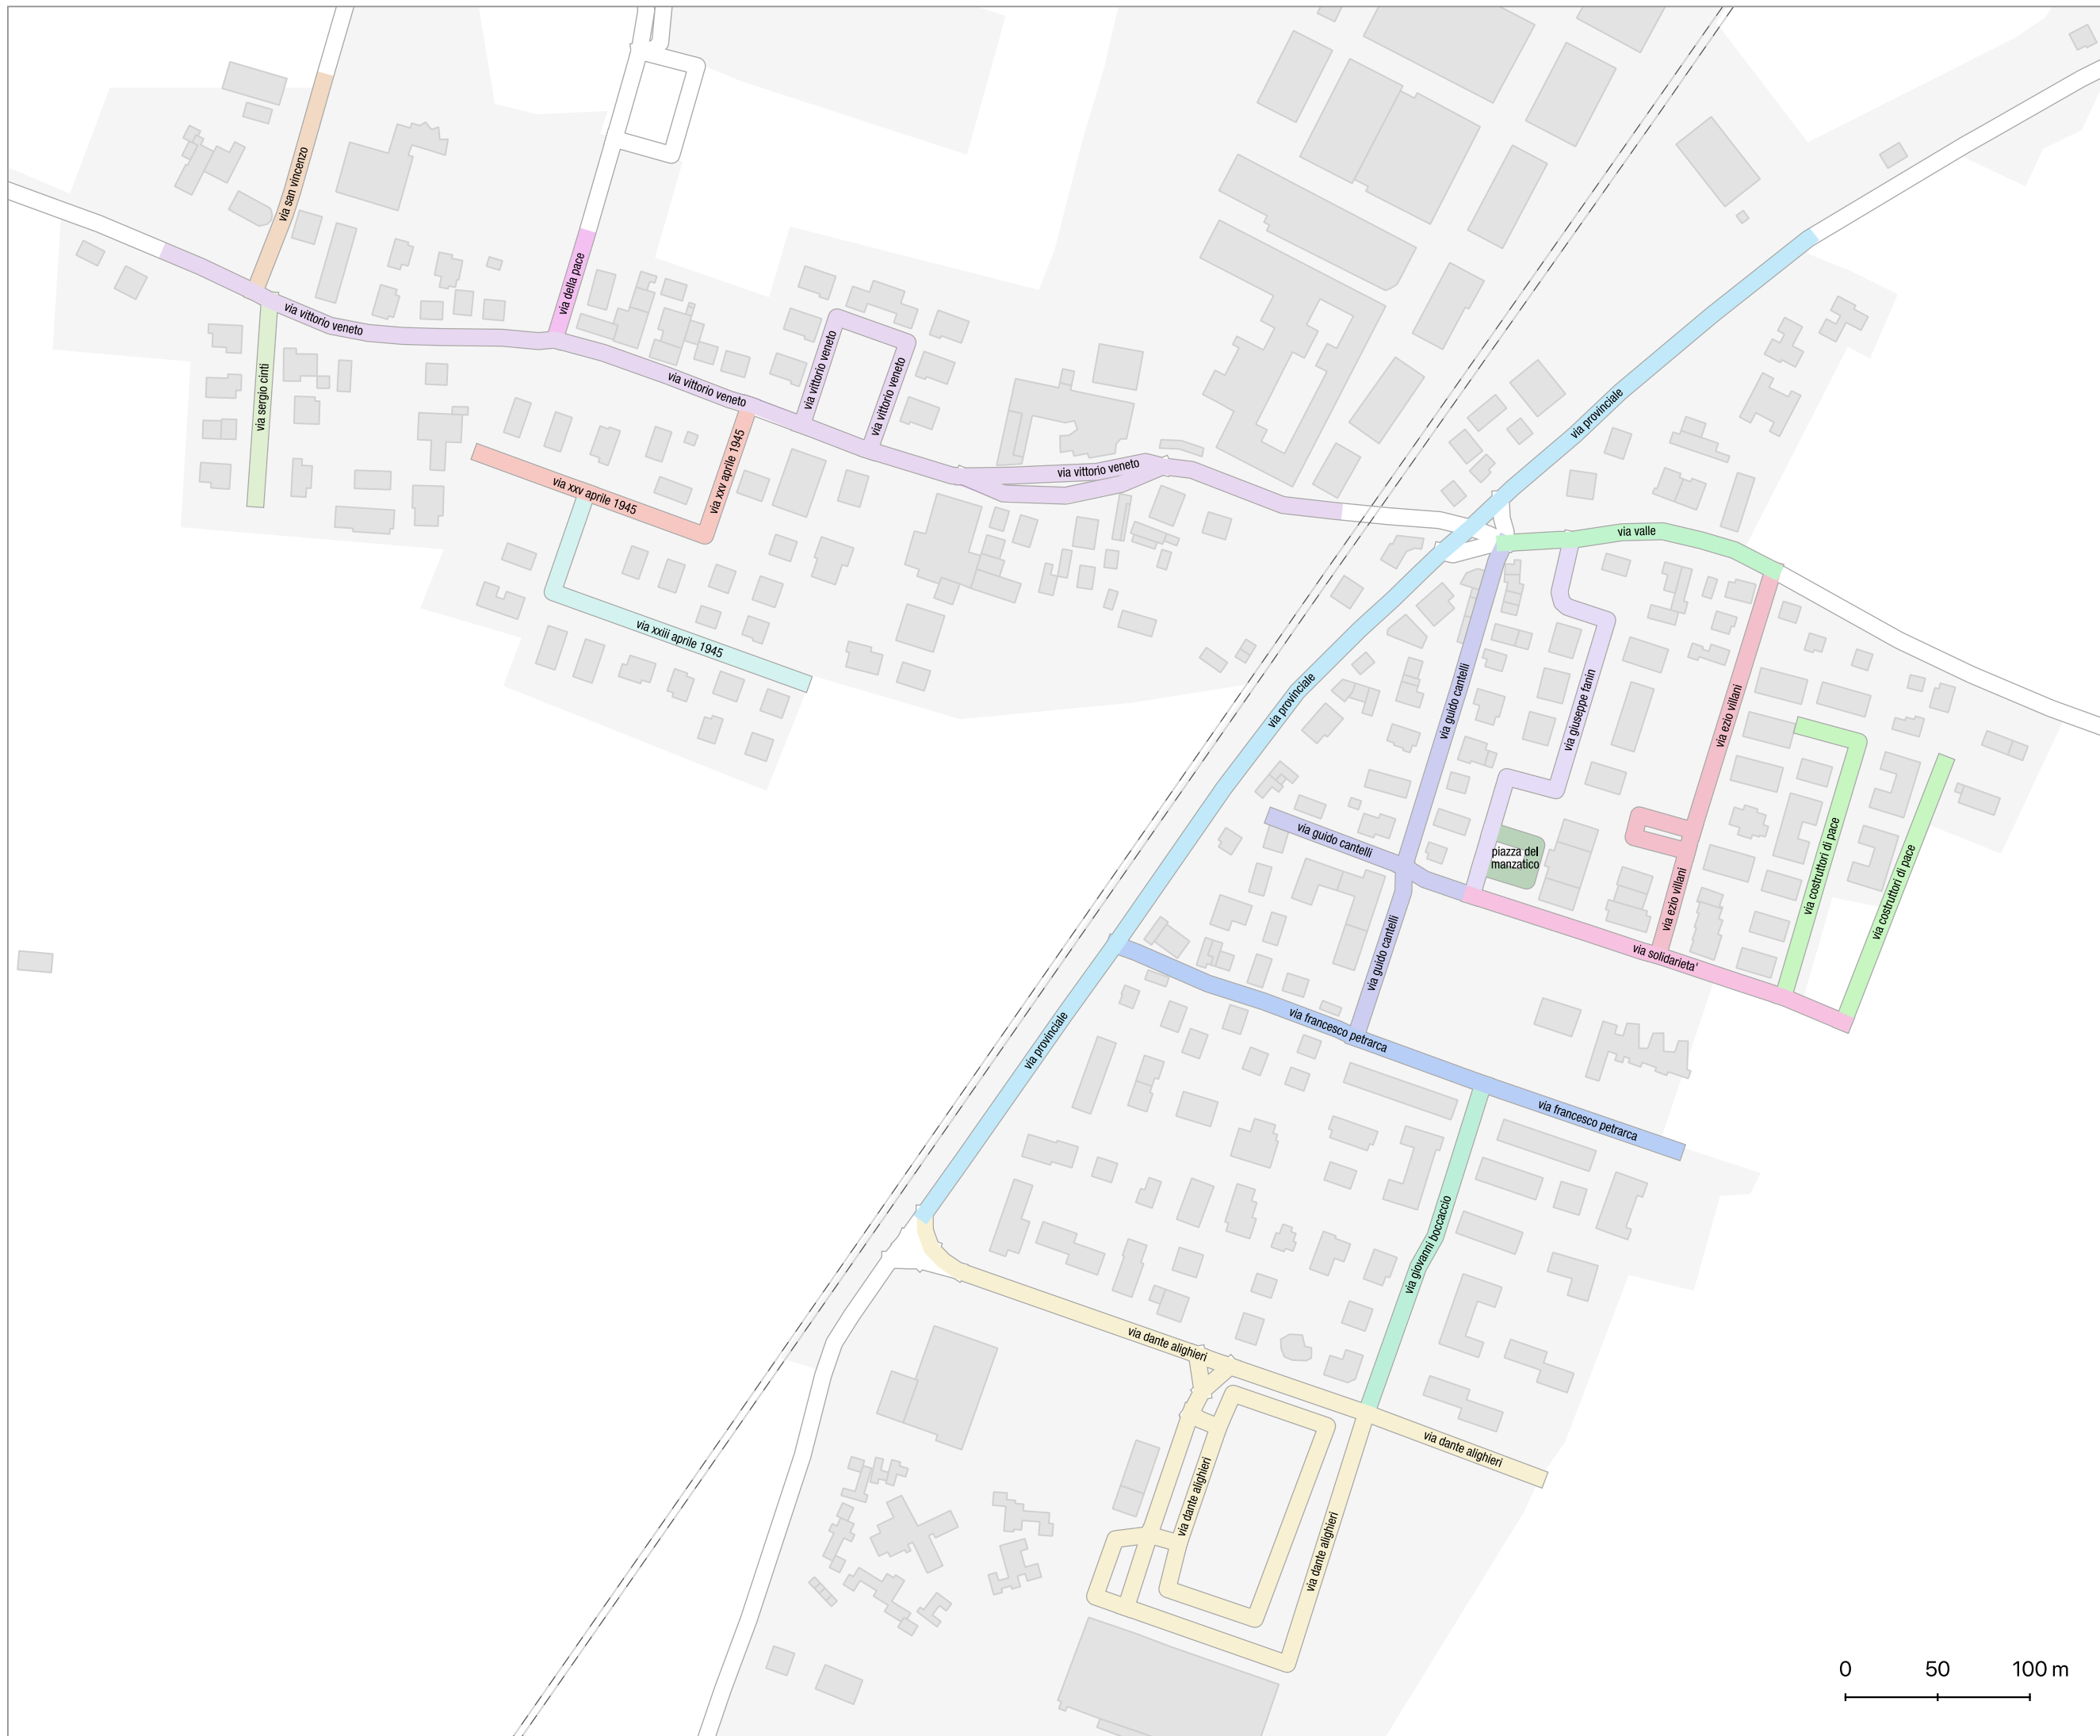 via san vincenzo
via della pace
via vittorio veneto
via vittorio veneto
via vittorio veneto
via vittorio veneto
via sergio cinti
via xxv aprile 1945
via xxv aprile 1945
via vittorio veneto
via provinciale
via valle
via xxiii aprile 1945
via provinciale
via guido cantelli
via giuseppe fanin
via ezio villani
via guido cantelli
piazza del
manzatico
via costruttori di pace
via costruttori di pace
via ezio villani
via guido cantelli
via solidarieta'
via provinciale
via francesco petrarca
via francesco petrarca
via giovanni boccaccio
via dante alighieri
via dante alighieri
via dante alighieri
via dante alighieri
0 50 100 m